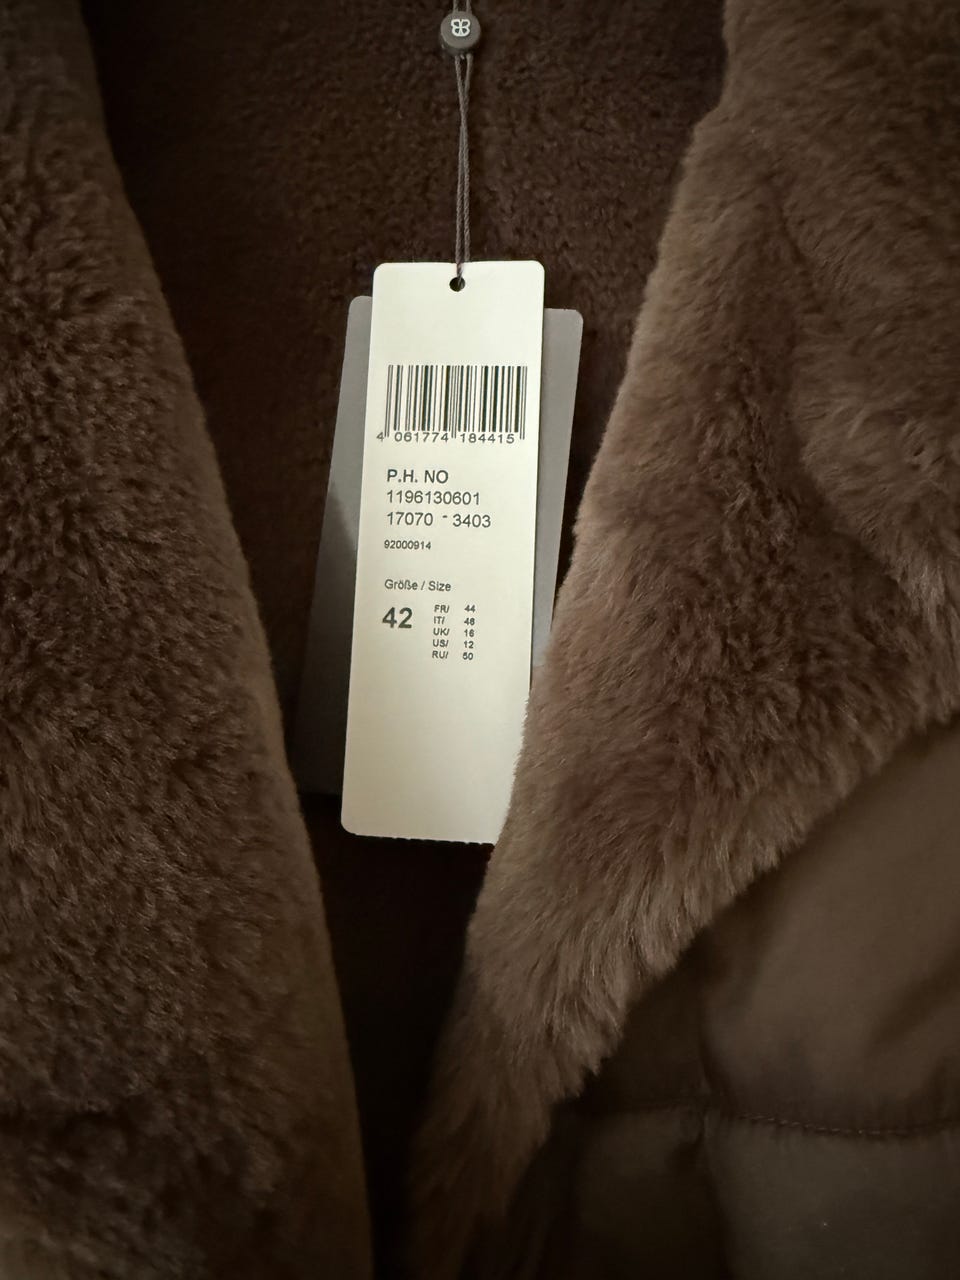 4 061774 184415
P.H. NO
1196130601
17070 - 3403
92000914
Größe / Size
42
FR/ 44
IT/ 48
UK/ 16
US/ 12
RU/ 50